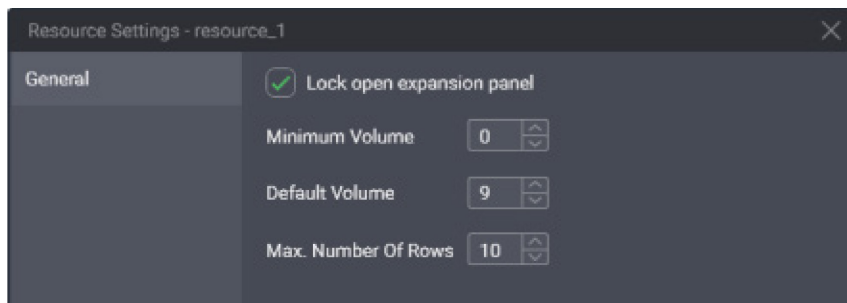 Resource Settings - resource_1
General
Lock open expansion panel
Minimum Volume 0
Default Volume 9
Max. Number Of Rows 10